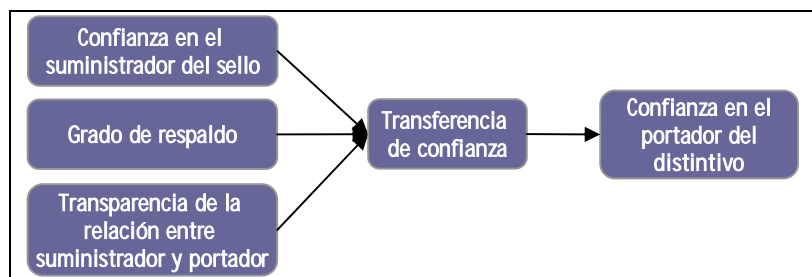 Confianza en el
suministrador del sello
Grado de respaldo
Transparencia de la
relación entre
suministrador y portador
Transferencia
de confianza
Confianza en el
portador del
distintivo